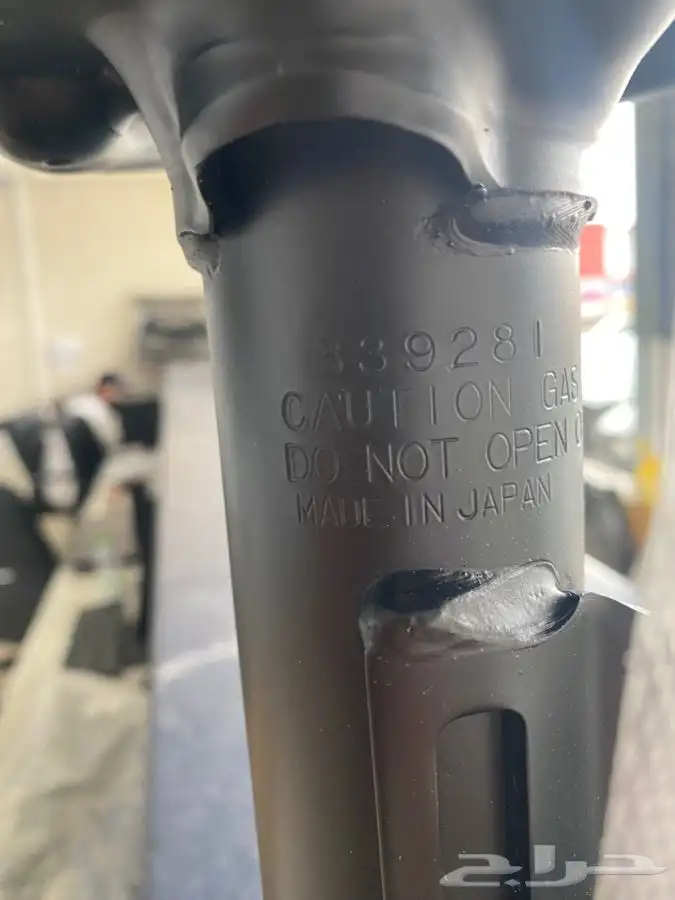 339281
CAUTION GAS
DO NOT OPEN
MADE IN JAPAN
حراج